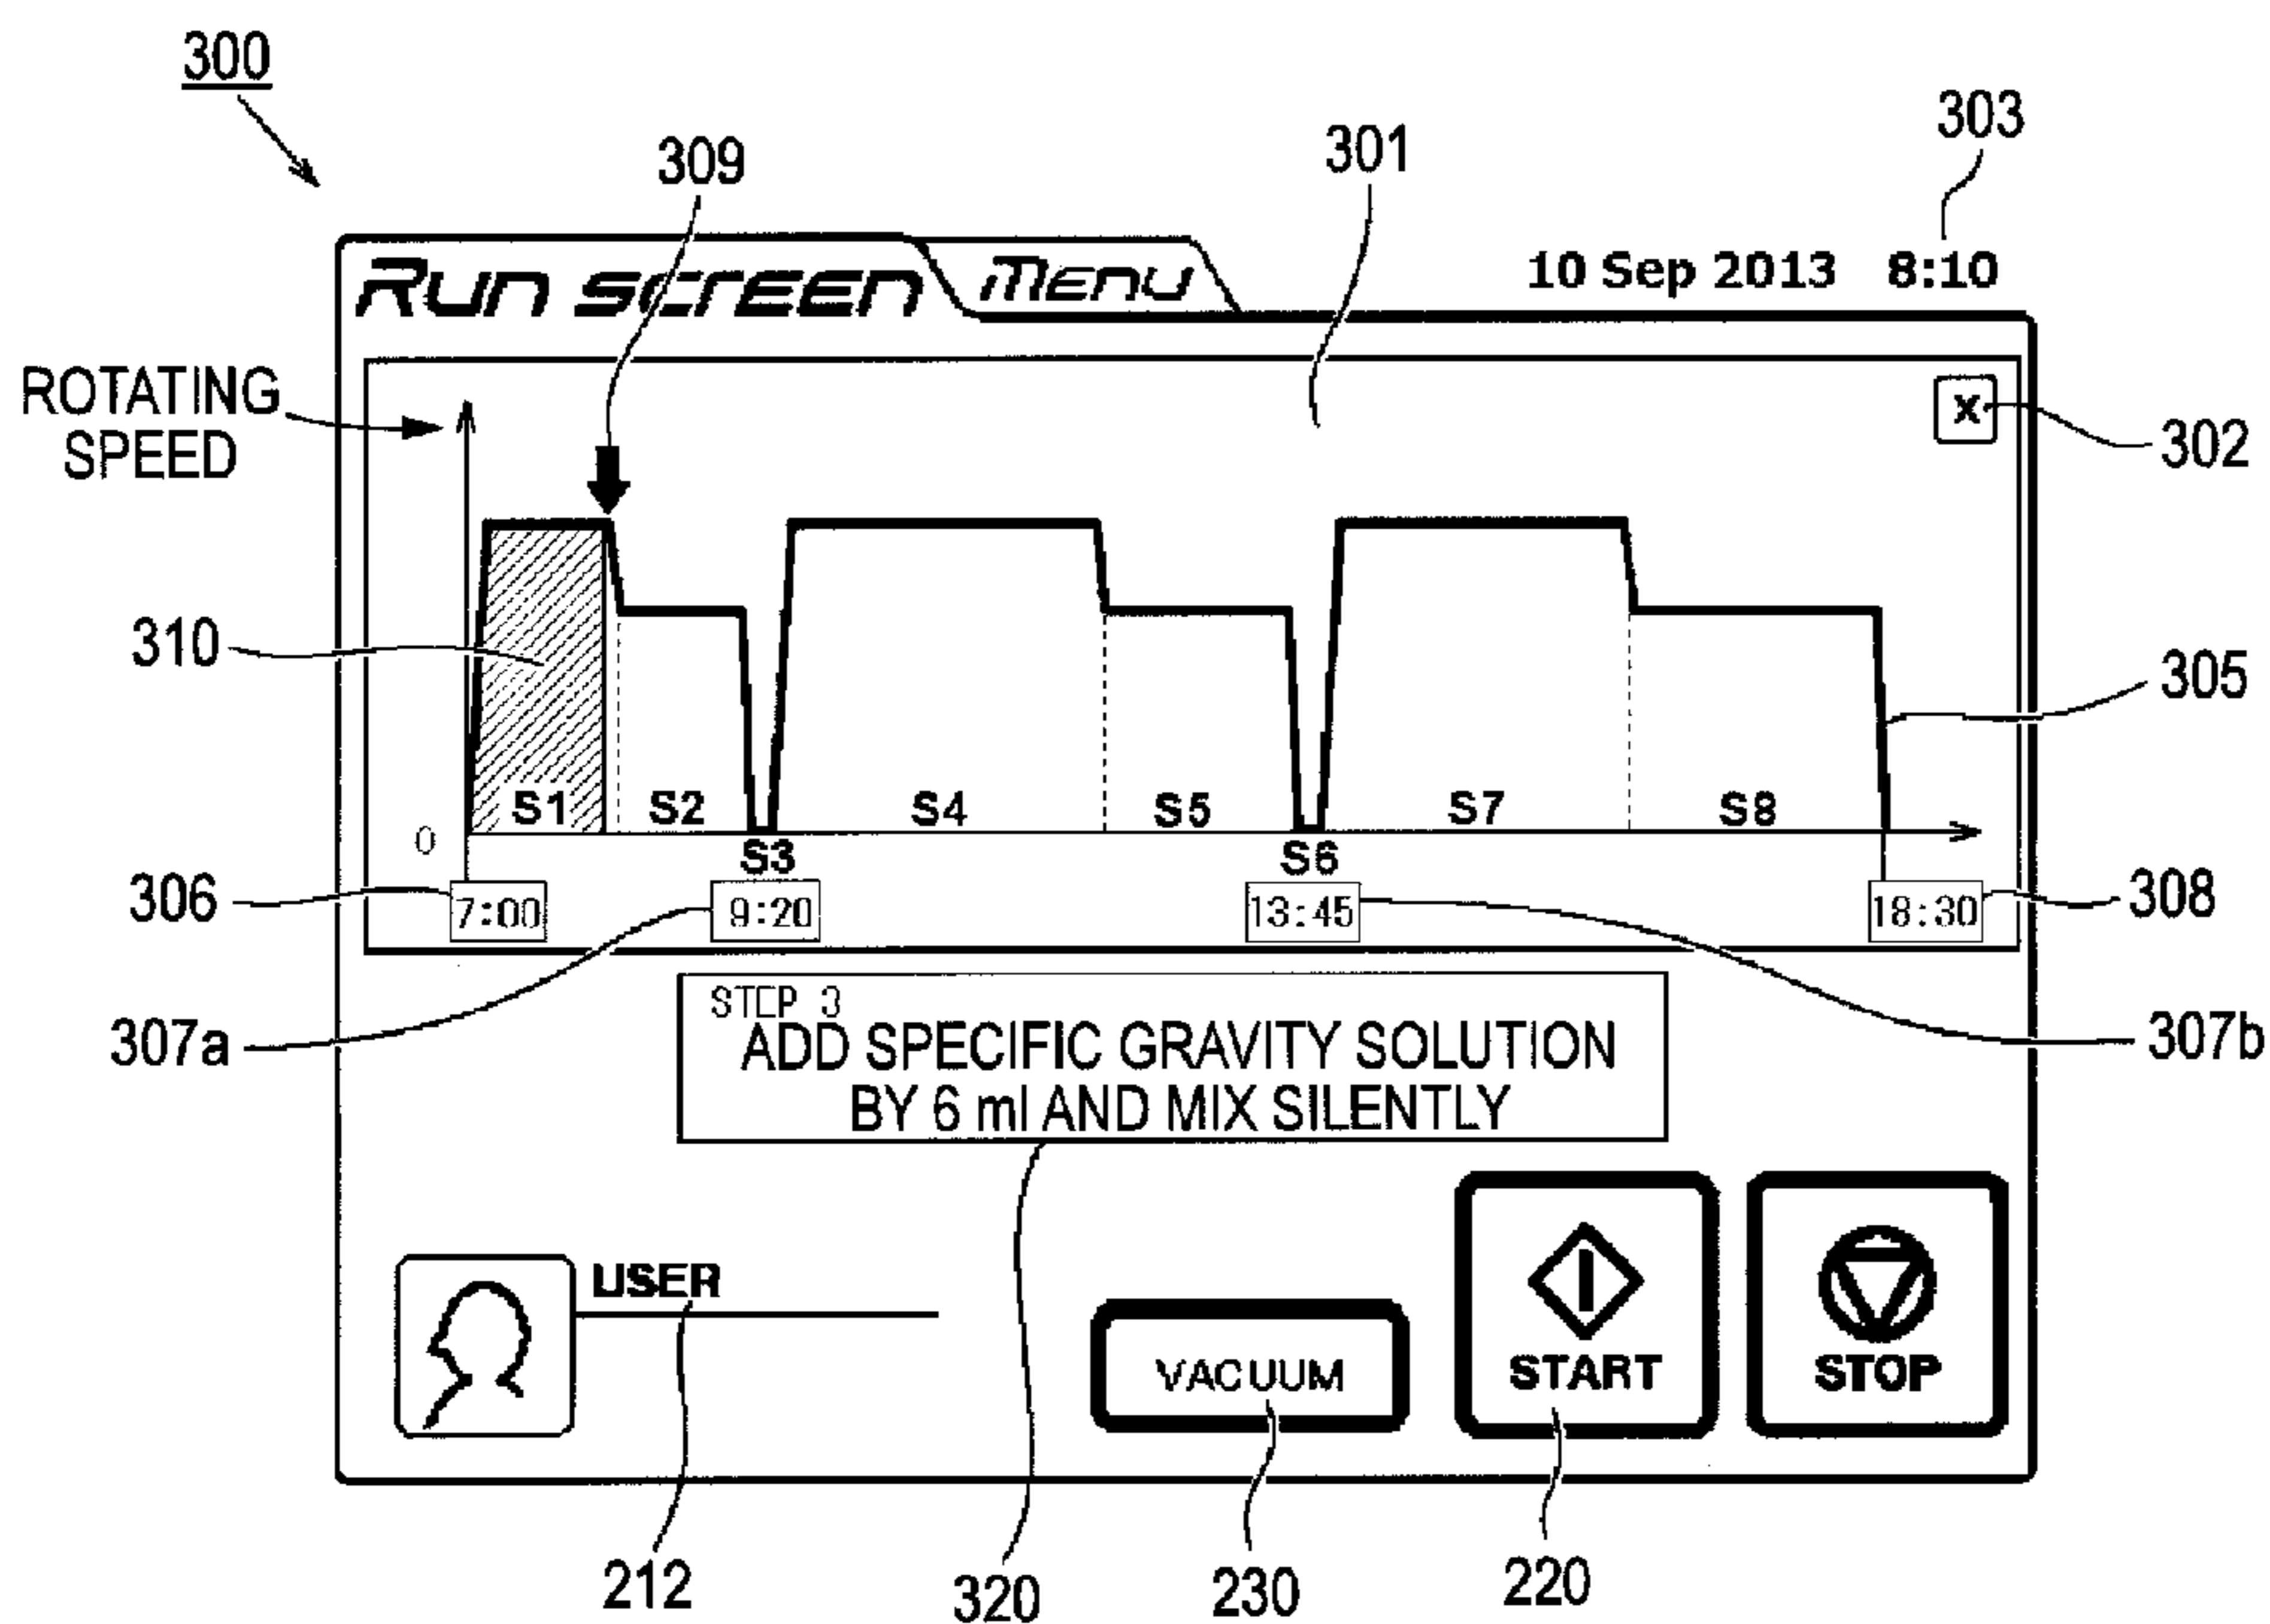 300
303
309
301
Run screen
Menu
10 Sep 2013 8:10
ROTATING
SPEED
X
302
310
305
S1
S2
S4
S5
S7
S8
0
S3
S6
306
7:00
9:20
13:45
18:30
308
307a
STEP 3
ADD SPECIFIC GRAVITY SOLUTION
BY 6 ml AND MIX SILENTLY
307b
USER
VACUUM
START
STOP
212
320
230
220